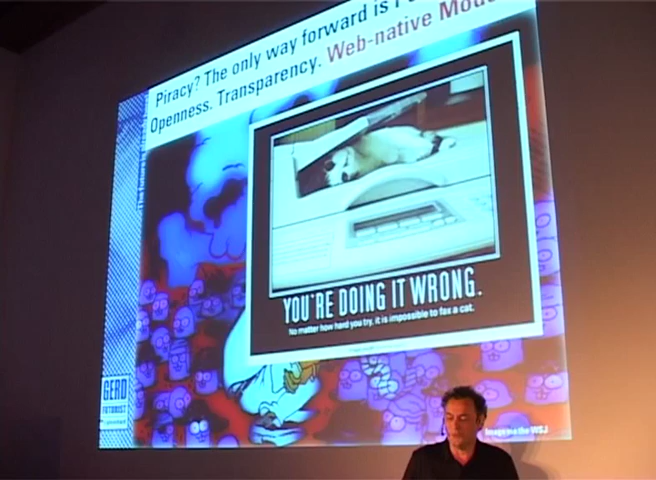 Piracy? The only way forward is
Openness. Transparency. Web-native
YOU'RE DOING IT WRONG.
No matter how hard you try, it is impossible to fax a cat.
GERD
FUTURIST
Image via the WSJ